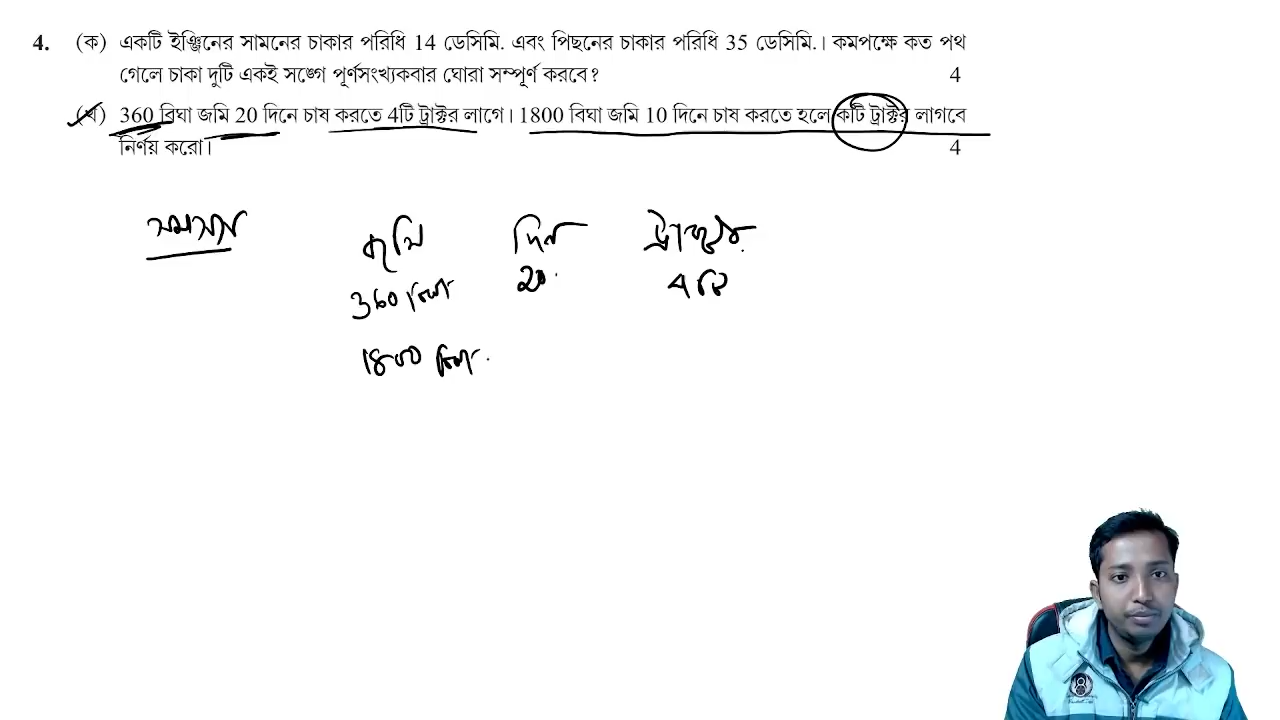 4. (ক) একটি ইঞ্জিনের সামনের চাকার পরিধি 14 ডেসিমি. এবং পিছনের চাকার পরিধি 35 ডেসিমি.। কমপক্ষে কত পথ
গেলে চাকা দুটি একই সঙ্গে পূর্ণসংখ্যকবার ঘোরা সম্পূর্ণ করবে? 4
(খ) 360 বিঘা জমি 20 দিনে চাষ করতে 4টি ট্রাক্টর লাগে। 1800 বিঘা জমি 10 দিনে চাষ করতে হলে কটি ট্রাক্টর লাগবে
নির্ণয় করো। 4
জমি দিন ট্রাক্টর
360 বিঘা 20 4টি
1800 বিঘা